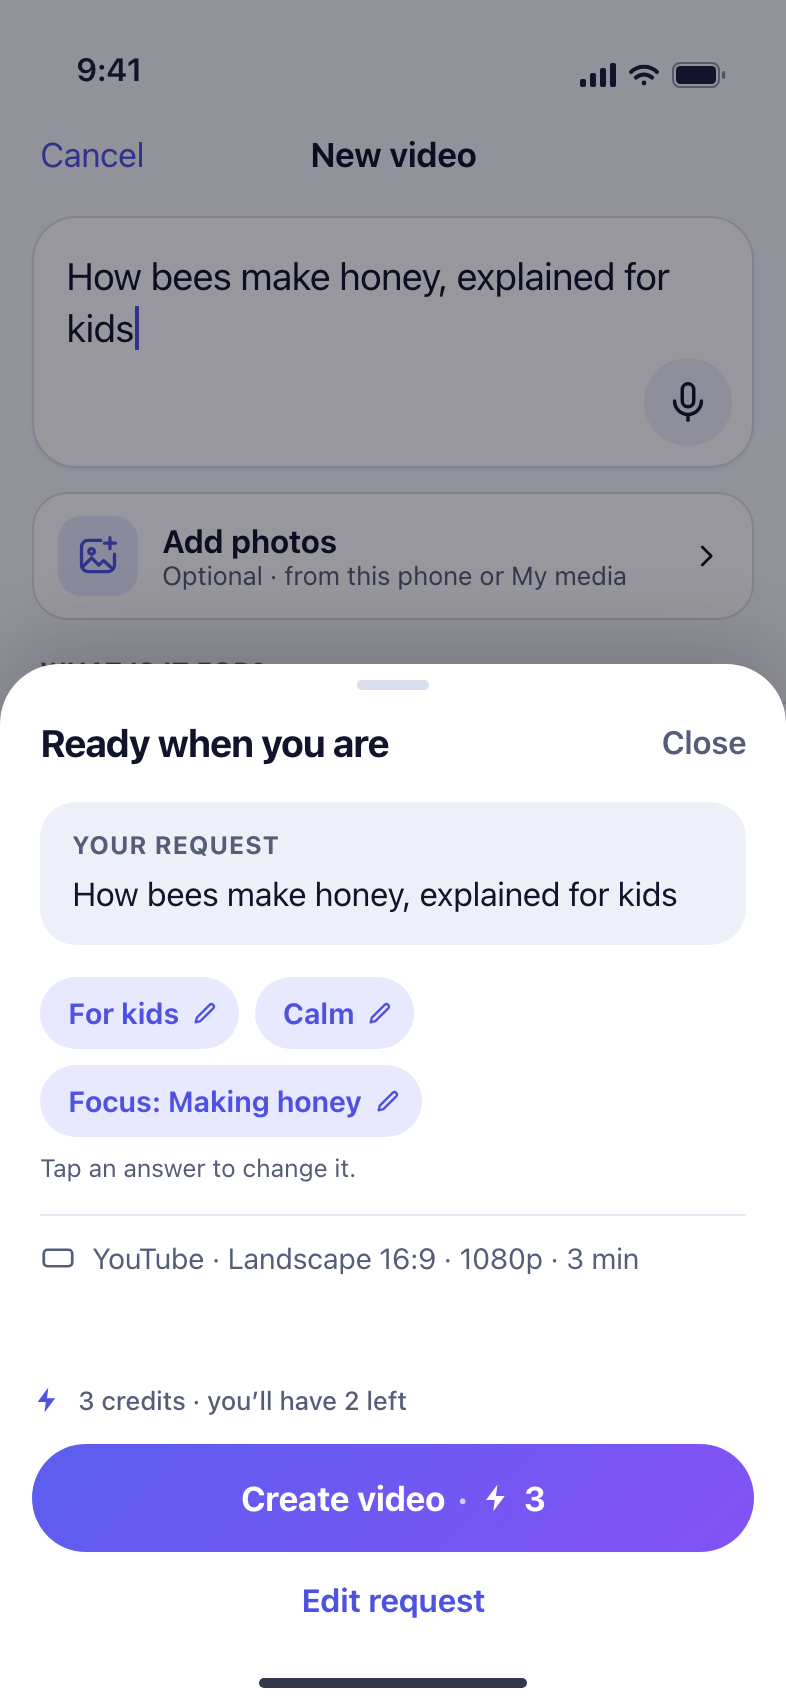 9:41
Cancel
New video
How bees make honey, explained for
kids
Add photos
Optional · from this phone or My media
Ready when you are
Close
YOUR REQUEST
How bees make honey, explained for kids
For kids
Calm
Focus: Making honey
Tap an answer to change it.
YouTube · Landscape 16:9 · 1080p · 3 min
3 credits · you’ll have 2 left
Create video · 3
Edit request